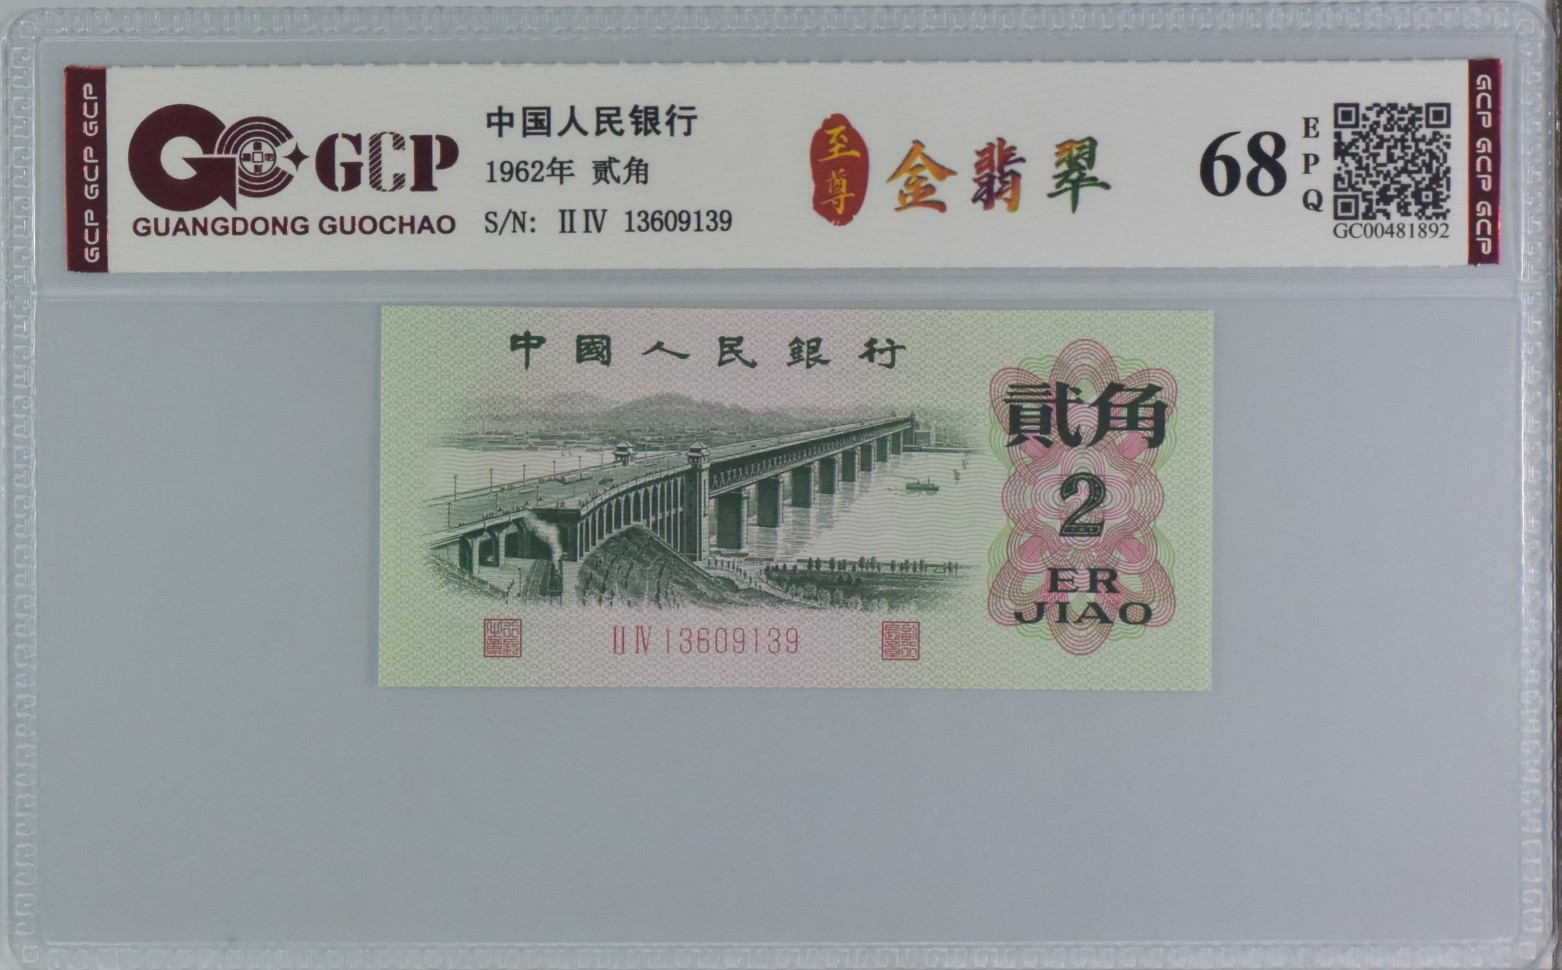 GCP GCP GCP
GCP
GUANGDONG GUOCHAO
中国人民银行
1962年 贰角
S/N: ⅡⅣ 13609139
至尊
金翡翠
68
EPQ
GC00481892
GCP GCP GCP
中國人民銀行
貳角
2
ER
JIAO
ⅡⅣ 13609139